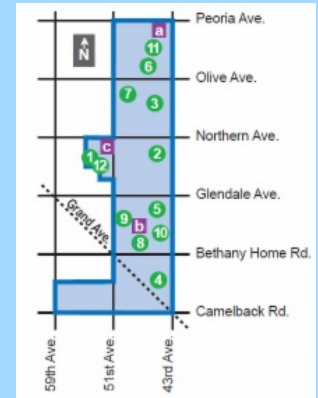 Peoria Ave.
a
11
N
6
Olive Ave.
7
3
Northern Ave.
c
2
1
12
Glendale Ave.
Grand Ave.
5
9
b
10
8
Bethany Home Rd.
4
Camelback Rd.
59th Ave.
51st Ave.
43rd Ave.